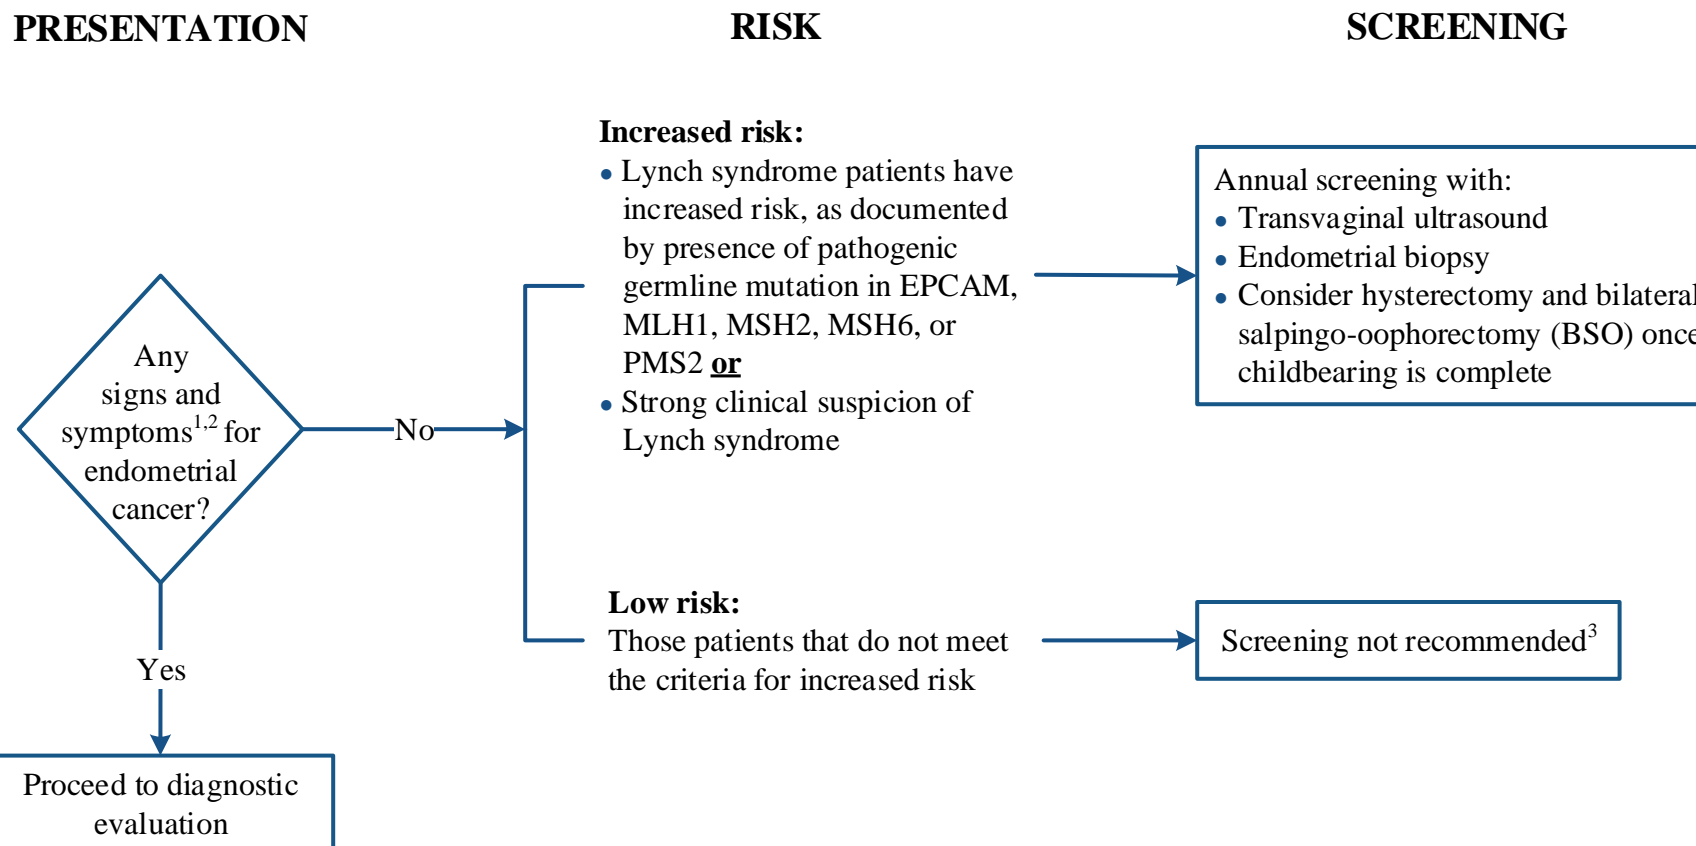 PRESENTATION
RISK
SCREENING
Any
signs and
symptoms1,2 for
endometrial
cancer?
No
Yes
Proceed to diagnostic
evaluation
Increased risk:
• Lynch syndrome patients have
increased risk, as documented
by presence of pathogenic
germline mutation in EPCAM,
MLH1, MSH2, MSH6, or
PMS2 or
• Strong clinical suspicion of
Lynch syndrome
Annual screening with:
• Transvaginal ultrasound
• Endometrial biopsy
• Consider hysterectomy and bilateral
salpingo-oophorectomy (BSO) once
childbearing is complete
Low risk:
Those patients that do not meet
the criteria for increased risk
Screening not recommended3